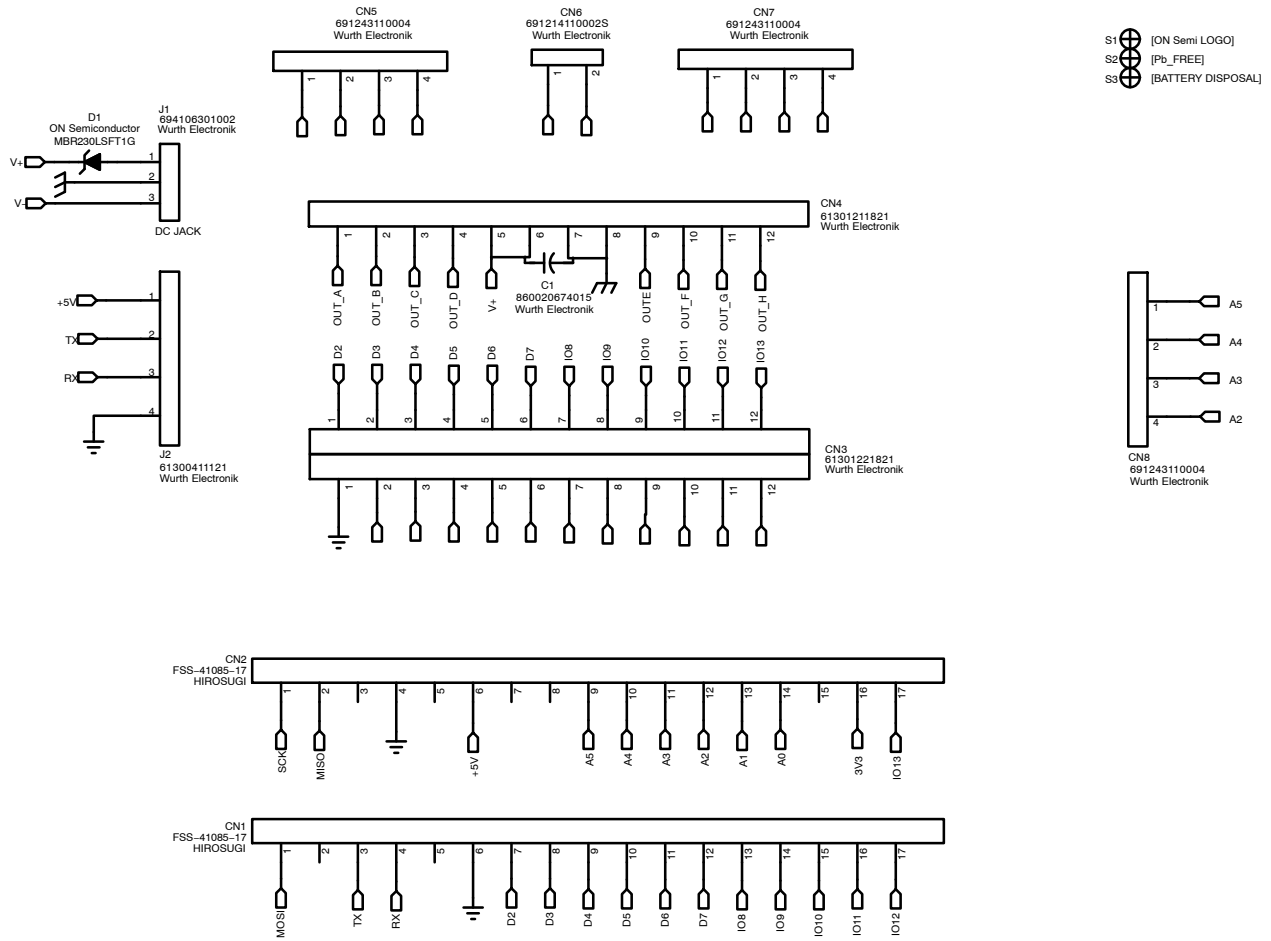 CN5
691243110004
Wurth Electronik
1 2 3 4
CN6
691214110002S
Wurth Electronik
1 2
CN7
691243110004
Wurth Electronik
1 2 3 4
S1 [ON Semi LOGO]
S2 [Pb_FREE]
S3 [BATTERY DISPOSAL]
D1
ON Semiconductor
MBR230LSFT1G
J1
694106301002
Wurth Electronik
V+ 1
2
V- 3
DC JACK
CN4
61301211821
Wurth Electronik
1 2 3 4 5 6 7 8 9 10 11 12
OUT_A OUT_B OUT_C OUT_D V+ OUTE OUT_F OUT_G OUT_H
C1
860020674015
Wurth Electronik
+5V 1
TX 2
RX 3
4
J2
61300411121
Wurth Electronik
D2 D3 D4 D5 D6 D7 IO8 IO9 IO10 IO11 IO12 IO13
1 2 3 4 5 6 7 8 9 10 11 12
CN3
61301221821
Wurth Electronik
1 2 3 4 5 6 7 8 9 10 11 12
1 A5
2 A4
3 A3
4 A2
CN8
691243110004
Wurth Electronik
CN2
FSS-41085-17
HIROSUGI
1 2 3 4 5 6 7 8 9 10 11 12 13 14 15 16 17
SCK MISO +5V A5 A4 A3 A2 A1 A0 3V3 IO13
CN1
FSS-41085-17
HIROSUGI
1 2 3 4 5 6 7 8 9 10 11 12 13 14 15 16 17
MOSI TX RX D2 D3 D4 D5 D6 D7 IO8 IO9 IO10 IO11 IO12